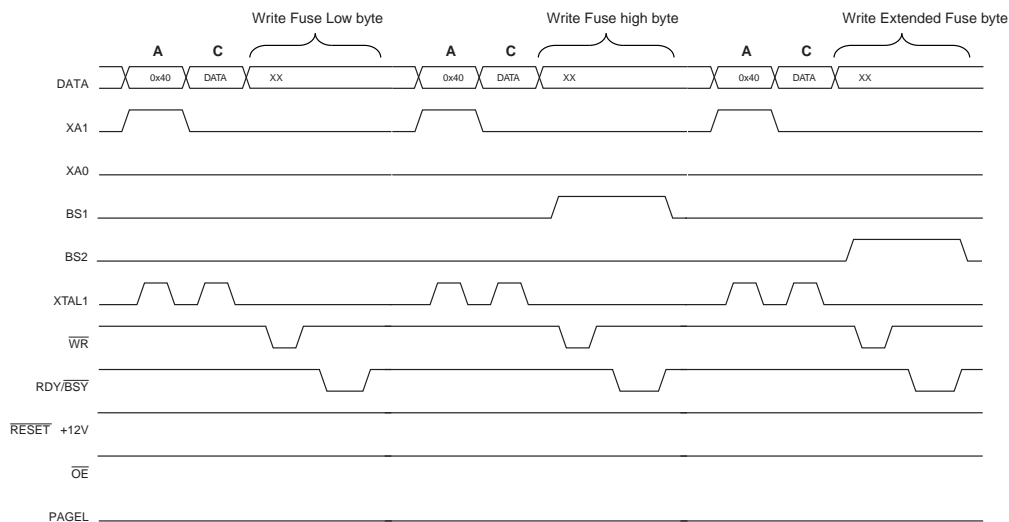 Write Fuse Low byte Write Fuse high byte Write Extended Fuse byte
A C A C A C
DATA 0x40 DATA XX 0x40 DATA XX 0x40 DATA XX
XA1
XA0
BS1
BS2
XTAL1
WR
RDY/BSY
RESET +12V
OE
PAGEL